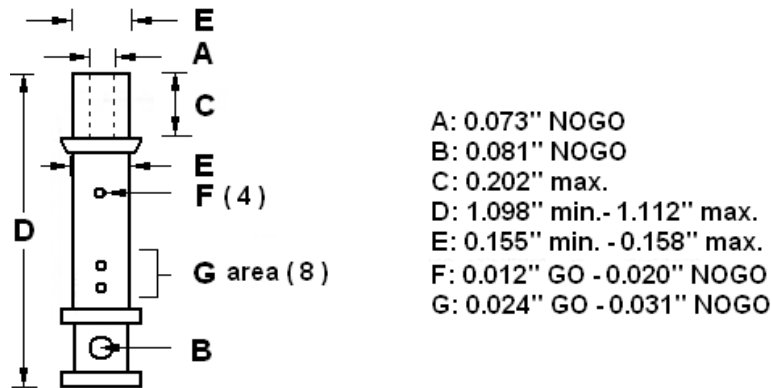 E
A
C
E
F ( 4 )
D
G area ( 8 )
B
A: 0.073" NOGO
B: 0.081" NOGO
C: 0.202" max.
D: 1.098" min.- 1.112" max.
E: 0.155" min. - 0.158" max.
F: 0.012" GO - 0.020" NOGO
G: 0.024" GO - 0.031" NOGO